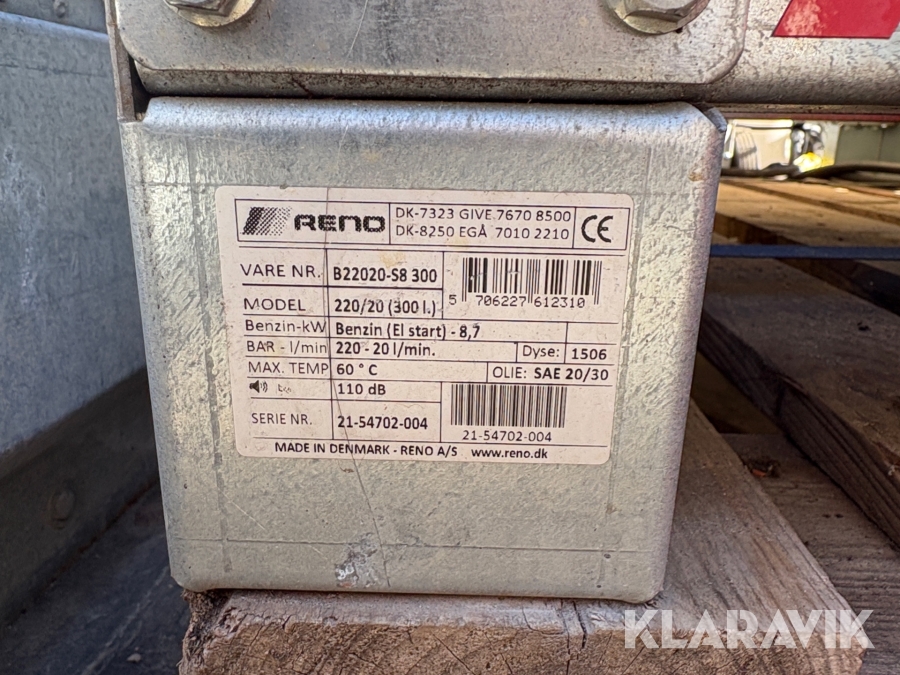 RENO
DK-7323 GIVE 7670 8500
DK-8250 EGÅ 7010 2210
CE
VARE NR. B22020-S8 300
5 706227 612310
MODEL 220/20 (300 l.)
Benzin-kW Benzin (El start) - 8,7
BAR - l/min 220 - 20 l/min. Dyse: 1506
MAX. TEMP 60 ° C OLIE: SAE 20/30
110 dB
SERIE NR. 21-54702-004
21-54702-004
MADE IN DENMARK - RENO A/S www.reno.dk
KLARAVIK